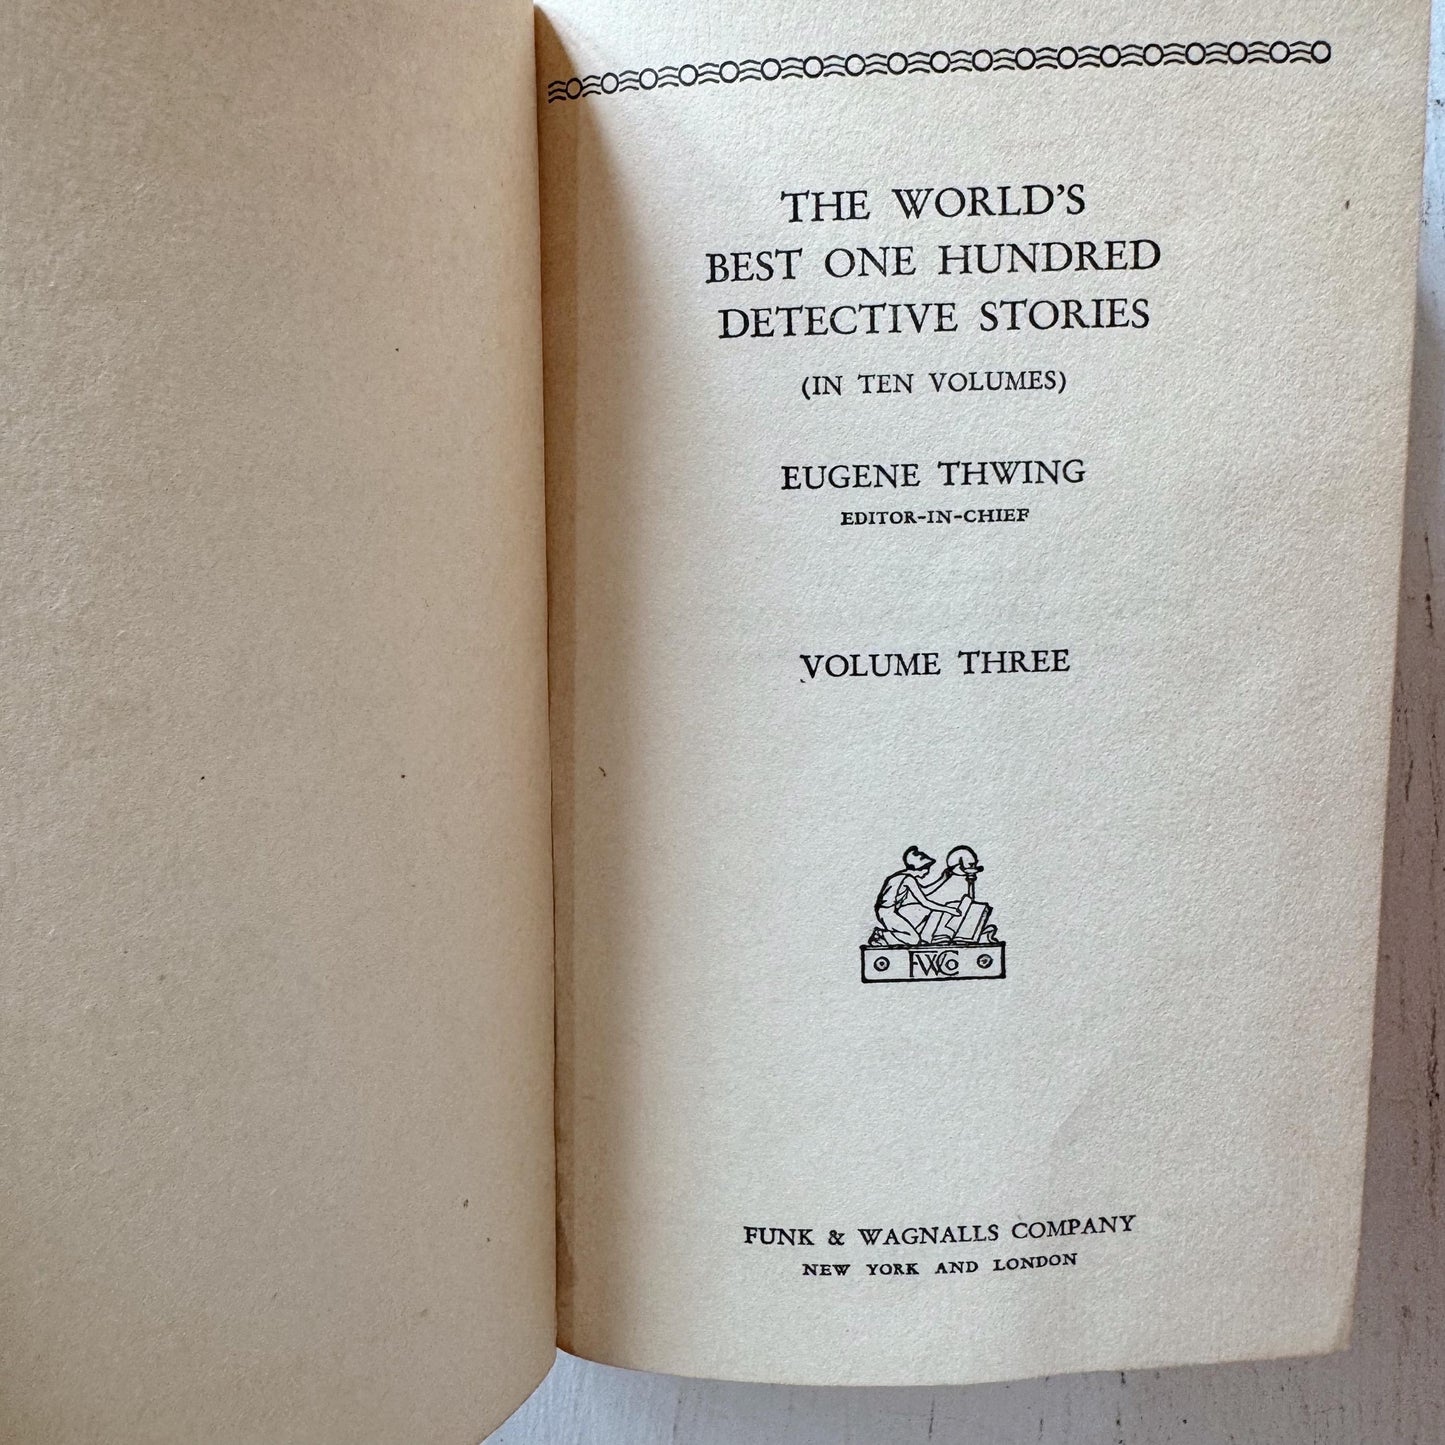 THE WORLD'S
BEST ONE HUNDRED
DETECTIVE STORIES
(IN TEN VOLUMES)
EUGENE THWING
EDITOR-IN-CHIEF
VOLUME THREE
FWCo
FUNK & WAGNALLS COMPANY
NEW YORK AND LONDON